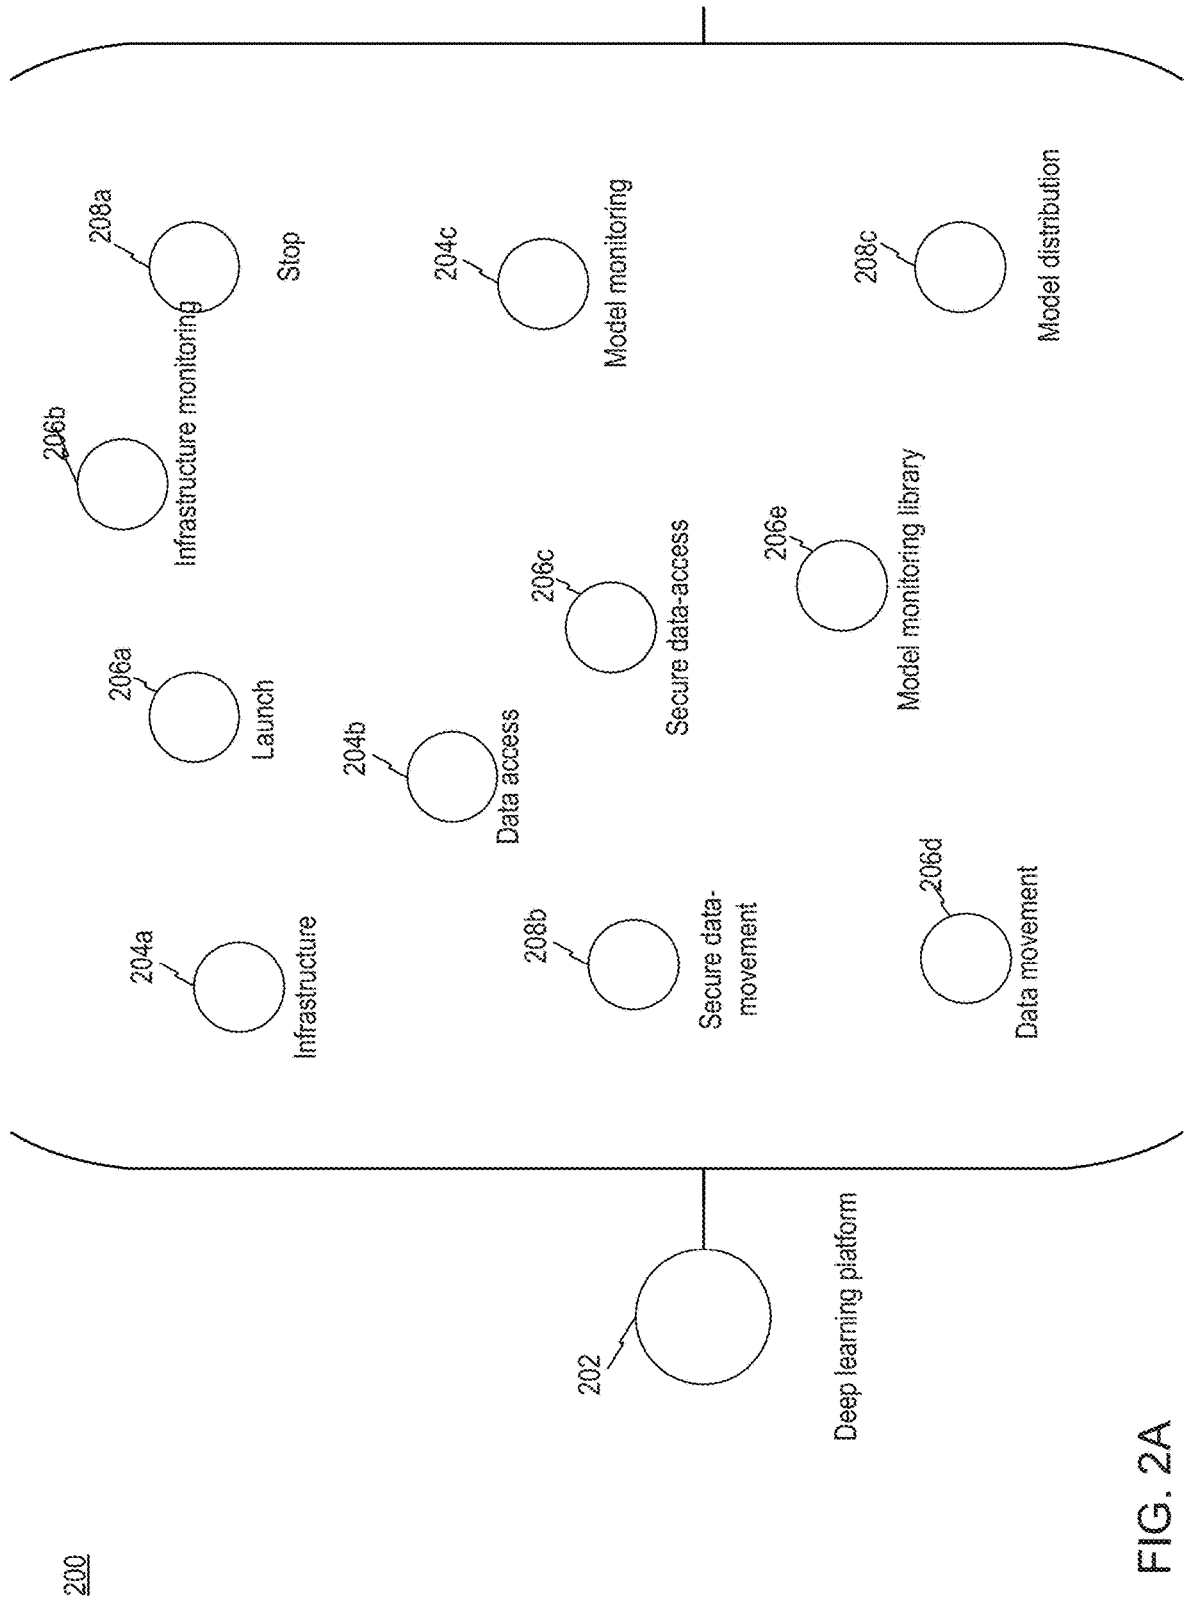 200
202
Deep learning platform
204a
Infrastructure
206a
Launch
206b
Infrastructure monitoring
208a
Stop
204b
Data access
204c
Model monitoring
208b
Secure data-
movement
206c
Secure data-access
206e
Model monitoring library
208c
Model distribution
206d
Data movement
FIG. 2A